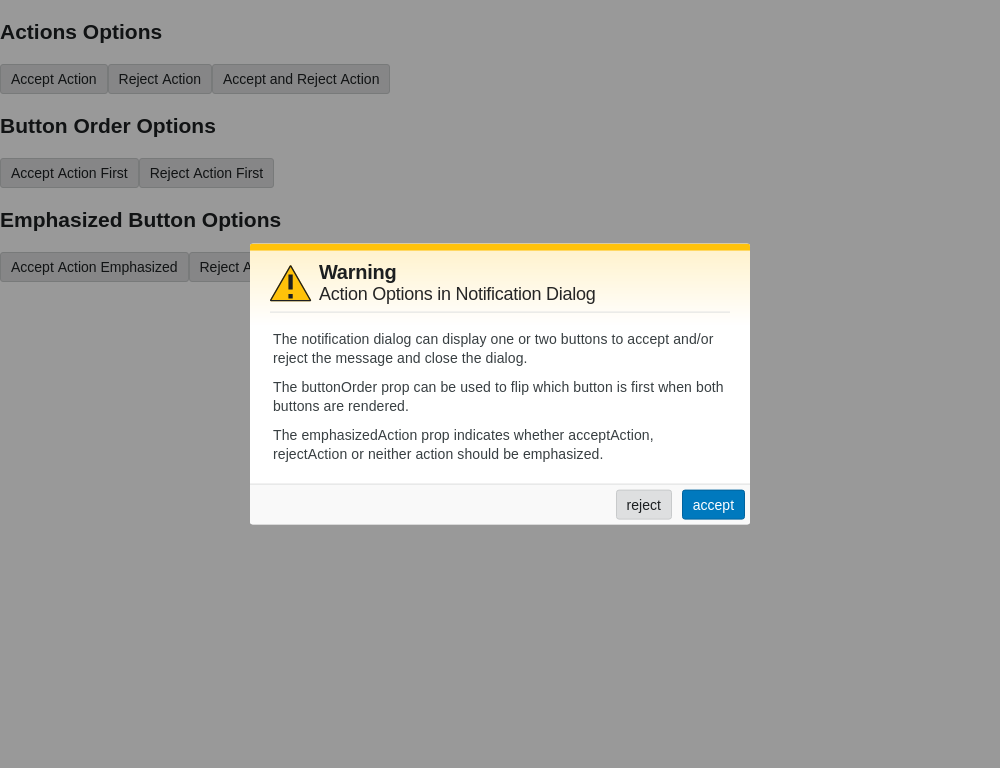 Actions Options
Accept Action Reject Action Accept and Reject Action
Button Order Options
Accept Action First Reject Action First
Emphasized Button Options
Accept Action Emphasized Reject
Warning
Action Options in Notification Dialog
The notification dialog can display one or two buttons to accept and/or
reject the message and close the dialog.
The buttonOrder prop can be used to flip which button is first when both
buttons are rendered.
The emphasizedAction prop indicates whether acceptAction,
rejectAction or neither action should be emphasized.
reject accept